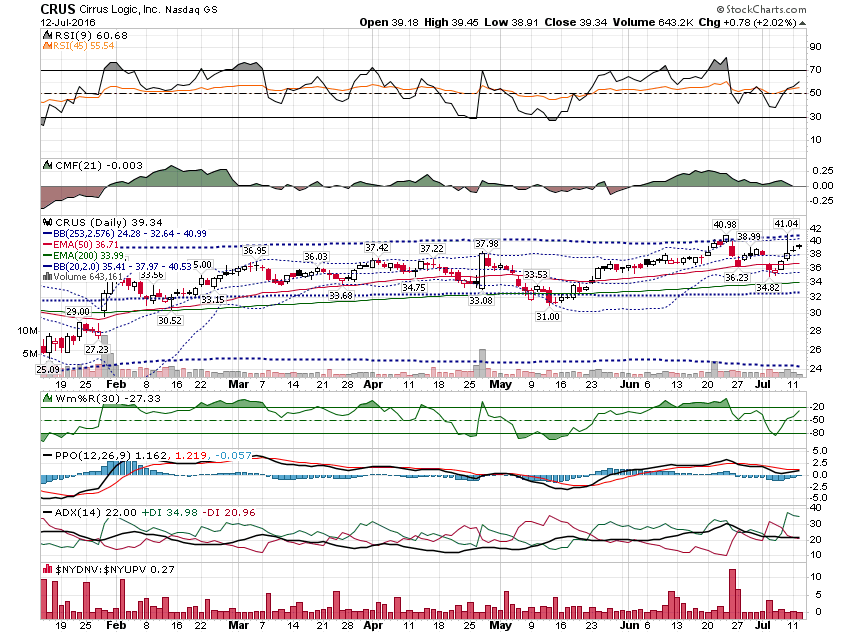 CRUS Cirrus Logic, Inc. Nasdaq GS
© StockCharts.com
12-Jul-2016
Open 39.18 High 39.45 Low 38.91 Close 39.34 Volume 643.2K Chg +0.78 (+2.02%)
RSI(9) 60.68
RSI(45) 55.54
90
70
50
30
10
CMF(21) -0.003
0.25
0.00
-0.25
CRUS (Daily) 39.34
BB(253,2.576) 24.28 - 32.64 - 40.99
EMA(50) 36.71
EMA(200) 33.99
BB(20,2.0) 35.41 - 37.97 - 40.53
Volume 643,161
40.98
41.04
38.99
36.95
37.42
37.22
37.98
36.03
5.00
33.56
33.15
33.68
34.75
33.53
36.23
34.82
33.08
31.00
30.52
29.00
27.23
25.09
42
40
38
36
34
32
30
28
26
24
10M
5M
19 25 Feb 8 16 22 Mar 7 14 21 28 Apr 11 18 25 May 9 16 23 Jun 6 13 20 27 Jul 11
Wm%R(30) -27.33
-20
-50
-80
PPO(12,26,9) 1.162, 1.219, -0.057
5.0
2.5
0.0
-2.5
-5.0
ADX(14) 22.00 +DI 34.98 -DI 20.96
40
30
20
10
$NYDNV:$NYUPV 0.27
10
5
0
19 25 Feb 8 16 22 Mar 7 14 21 28 Apr 11 18 25 May 9 16 23 Jun 6 13 20 27 Jul 11